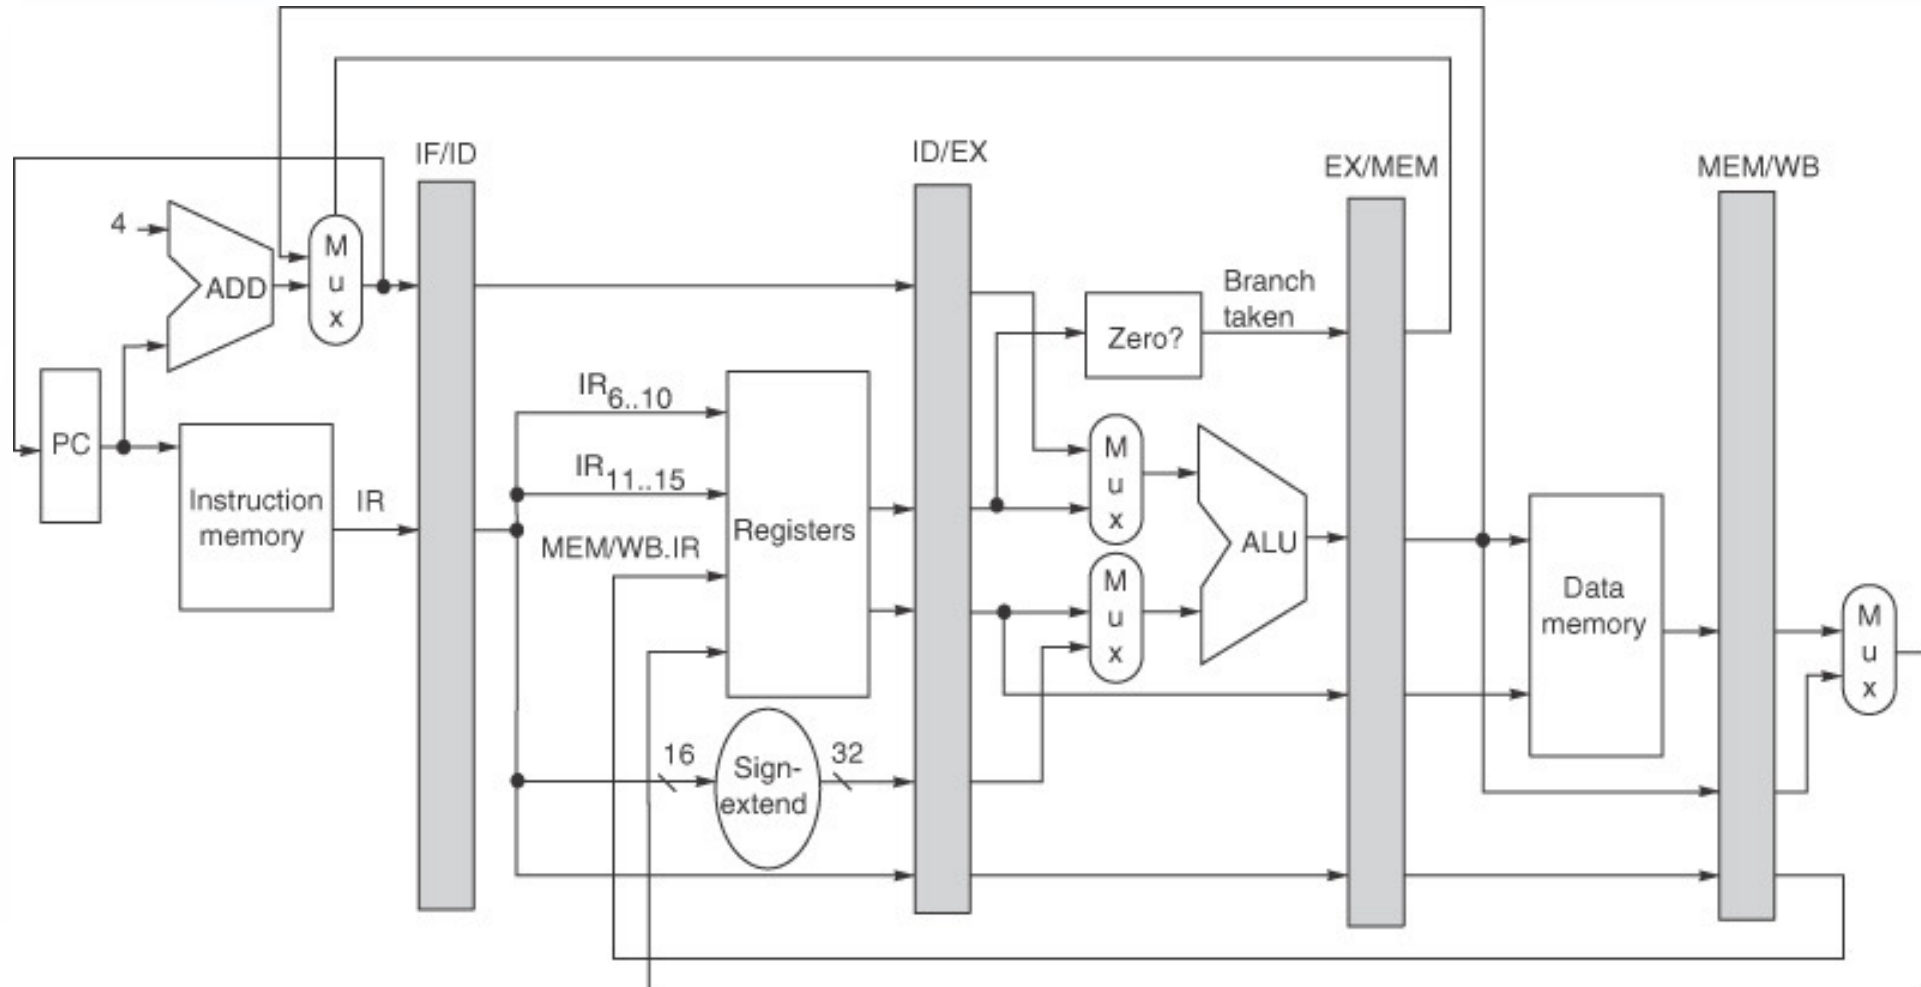 IF/ID
ID/EX
EX/MEM
MEM/WB
4
ADD
M
u
x
Branch
taken
Zero?
IR6..10
PC
Instruction
memory
IR
IR11..15
Registers
MEM/WB.IR
M
u
x
ALU
M
u
x
Data
memory
M
u
x
16
Sign-
extend
32